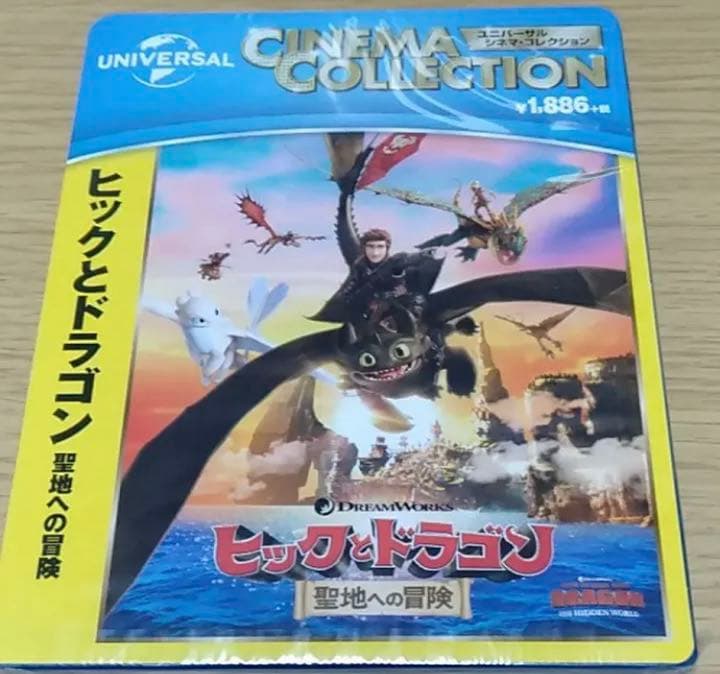 UNIVERSAL
CINEMA
COLLECTION
ユニバーサル
シネマ・コレクション
¥1,886+税
ヒックとドラゴン 聖地への冒険
DREAMWORKS
ヒックとドラゴン
聖地への冒険
DRAGON
THE HIDDEN WORLD